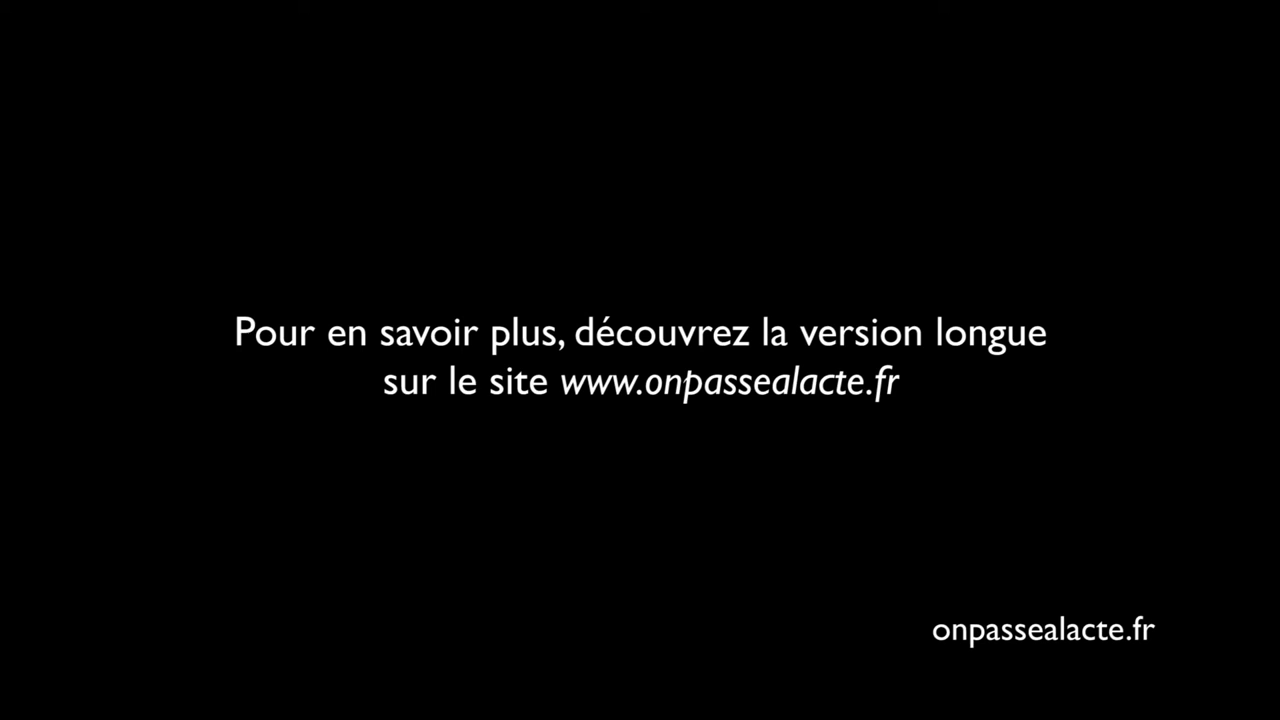 Pour en savoir plus, découvrez la version longue
sur le site www.onpassealacte.fr
onpassealacte.fr